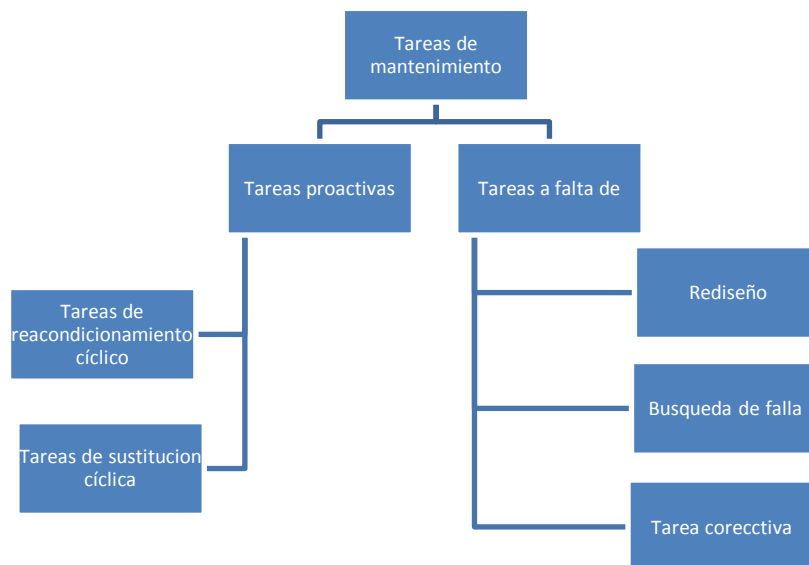 Tareas de
mantenimiento
Tareas proactivas
Tareas a falta de
Tareas de
reacondicionamiento
cíclico
Tareas de sustitucion
cíclica
Rediseño
Busqueda de falla
Tarea corecctiva